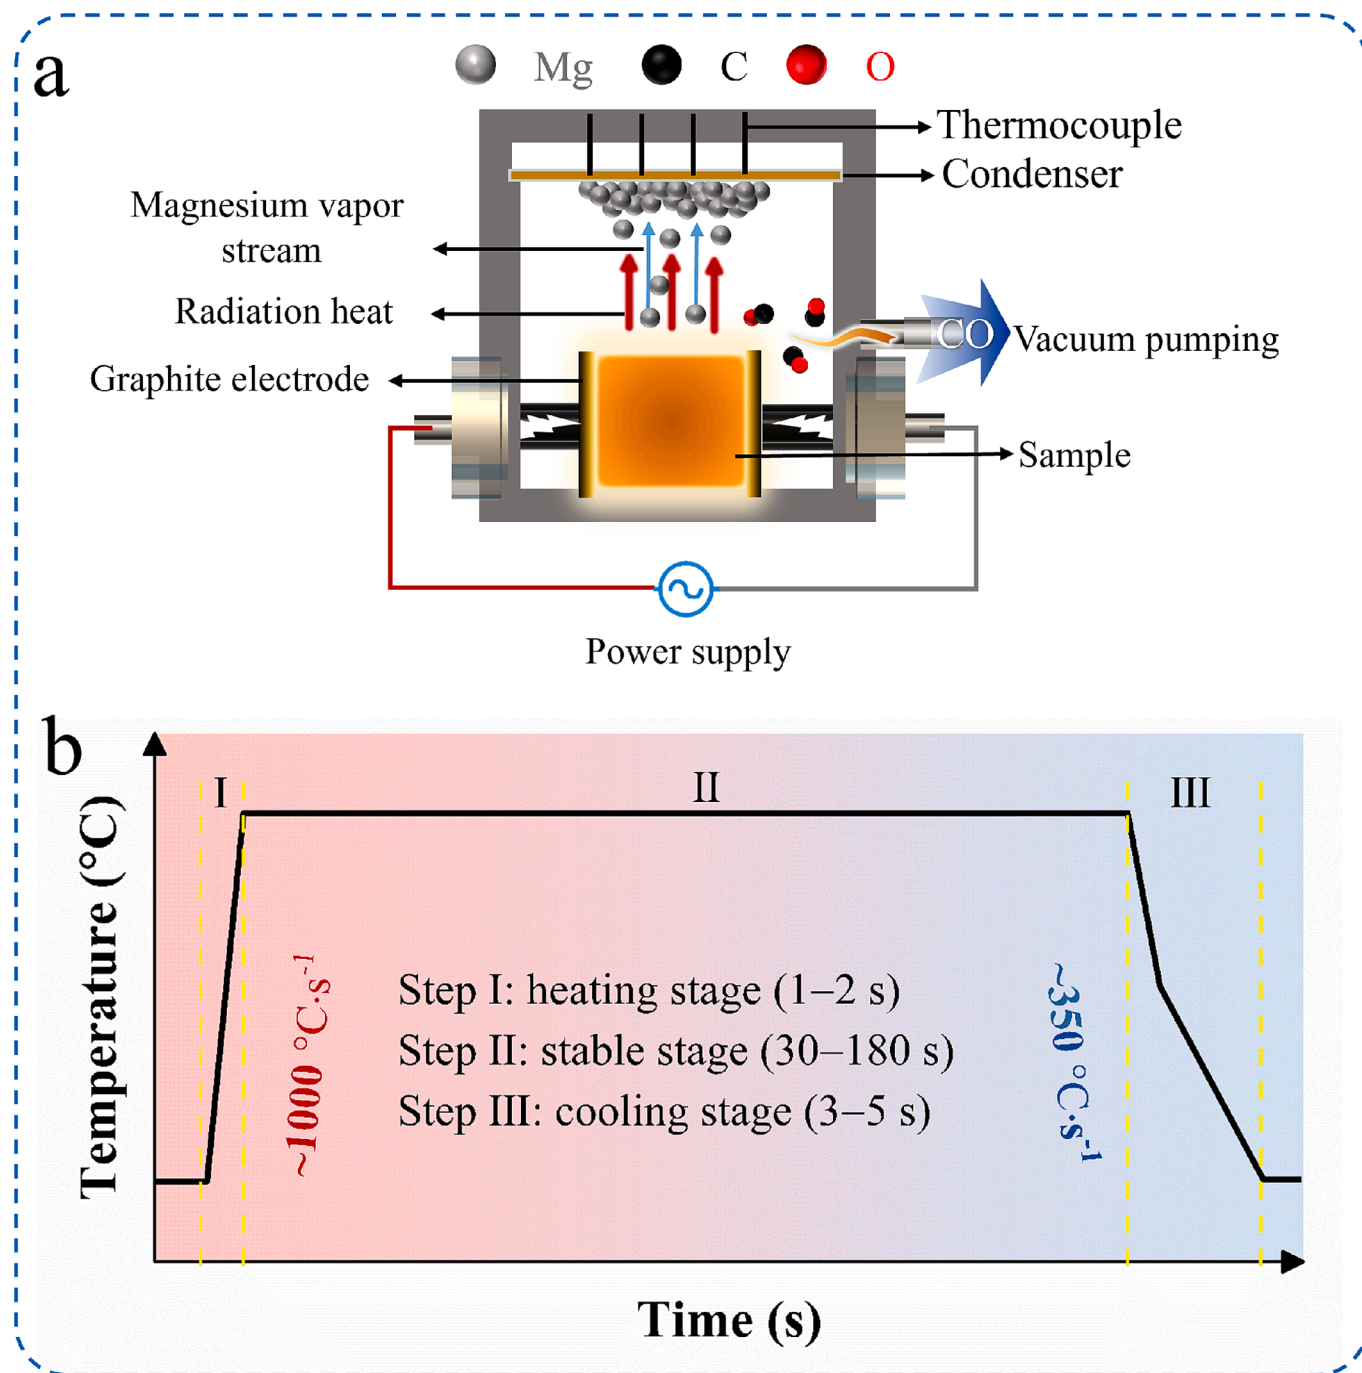 a
Mg
C
O
Thermocouple
Condenser
Magnesium vapor
stream
Radiation heat
CO
Vacuum pumping
Graphite electrode
Sample
Power supply
b
I
II
III
Temperature (°C)
~1000 °C·s⁻¹
Step I: heating stage (1–2 s)
Step II: stable stage (30–180 s)
Step III: cooling stage (3–5 s)
~350 °C·s⁻¹
Time (s)